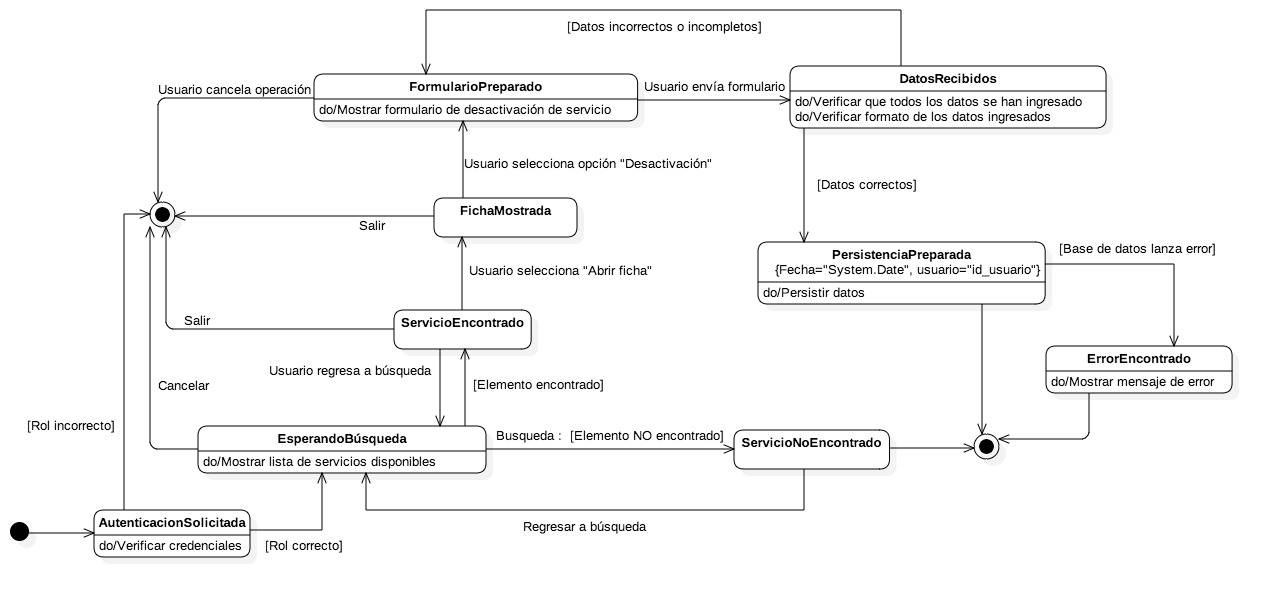 [Datos incorrectos o incompletos]
DatosRecibidos
do/Verificar que todos los datos se han ingresado
do/Verificar formato de los datos ingresados
FormularioPreparado
do/Mostrar formulario de desactivación de servicio
Usuario cancela operación
Usuario envía formulario
Usuario selecciona opción "Desactivación"
[Datos correctos]
FichaMostrada
Salir
PersistenciaPreparada
{Fecha="System.Date", usuario="id_usuario"}
do/Persistir datos
[Base de datos lanza error]
Usuario selecciona "Abrir ficha"
ServicioEncontrado
Salir
ErrorEncontrado
do/Mostrar mensaje de error
Usuario regresa a búsqueda
[Elemento encontrado]
Cancelar
[Rol incorrecto]
EsperandoBúsqueda
do/Mostrar lista de servicios disponibles
Busqueda : [Elemento NO encontrado]
ServicioNoEncontrado
Regresar a búsqueda
AutenticacionSolicitada
do/Verificar credenciales
[Rol correcto]